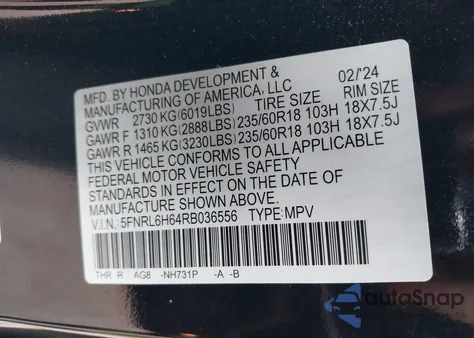 MFD. BY HONDA DEVELOPMENT & 02/'24
MANUFACTURING OF AMERICA, LLC
GVWR 2730 KG (6019LBS) TIRE SIZE RIM SIZE
GAWR F 1310 KG (2888LBS) 235/60R18 103H 18X7.5J
GAWR R 1465 KG (3230LBS) 235/60R18 103H 18X7.5J
THIS VEHICLE CONFORMS TO ALL APPLICABLE
FEDERAL MOTOR VEHICLE SAFETY
STANDARDS IN EFFECT ON THE DATE OF
MANUFACTURE SHOWN ABOVE.
V.I.N.: 5FNRL6H64RB036556 TYPE: MPV
THR R AG8 -NH731P -A -B
autoSnap